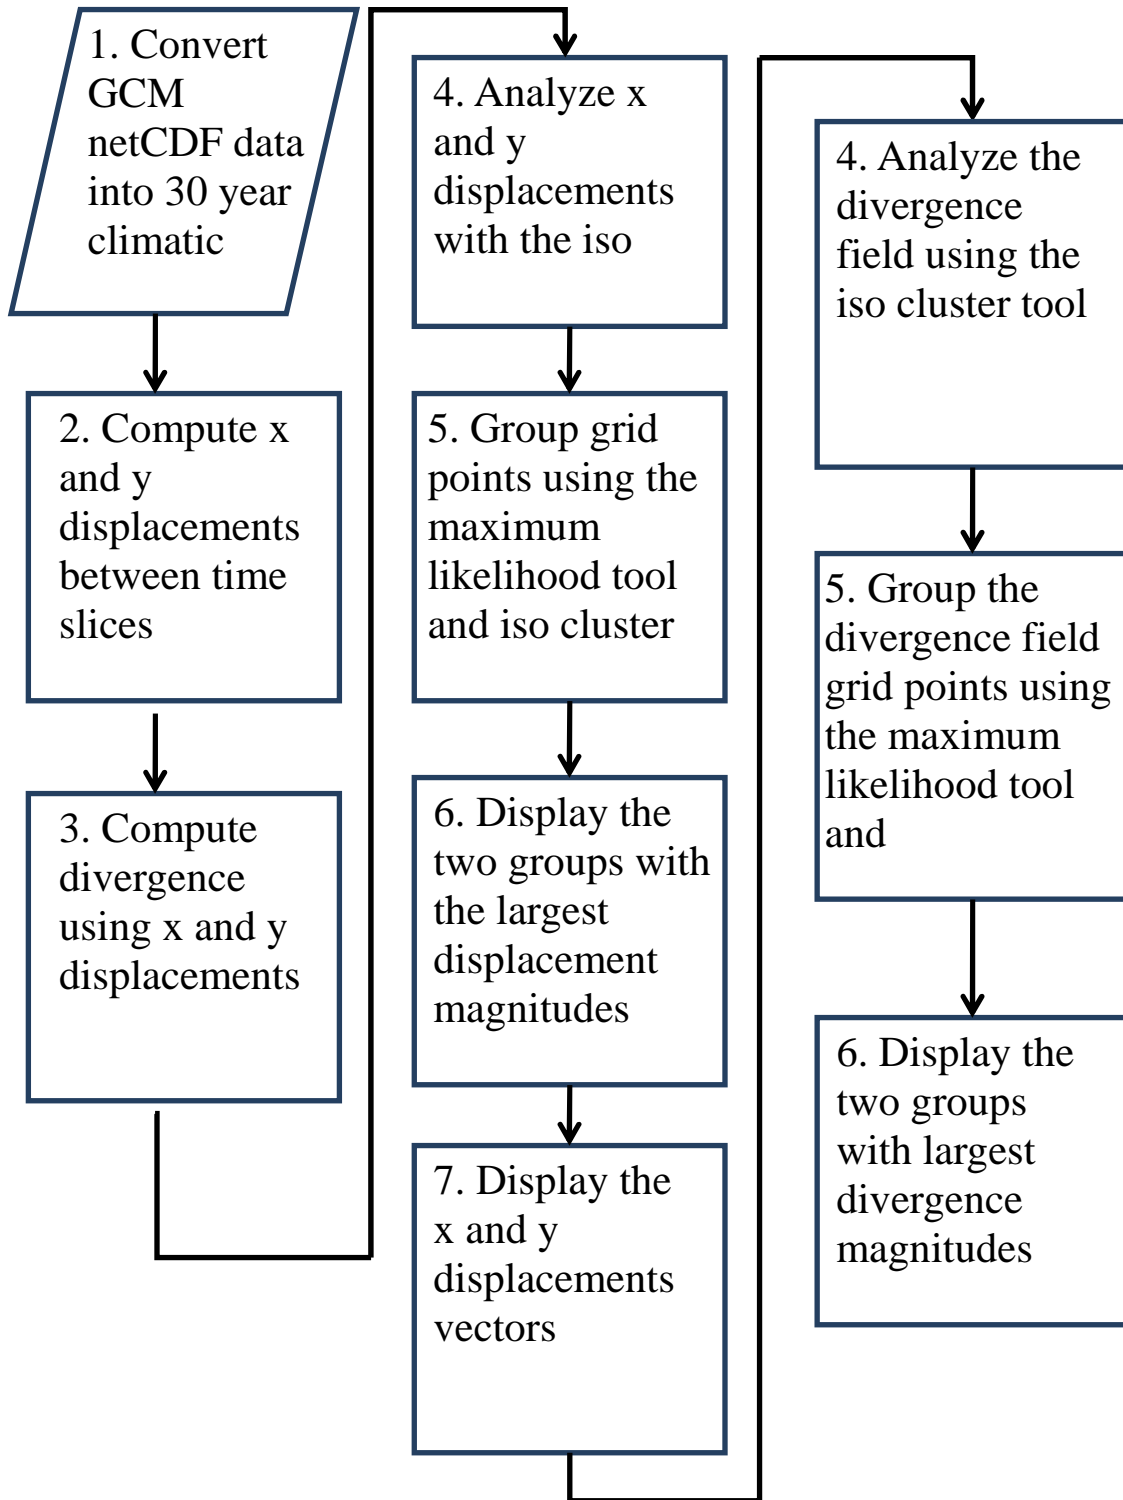 1. Convert
GCM
netCDF data
into 30 year
climatic
2. Compute x
and y
displacements
between time
slices
3. Compute
divergence
using x and y
displacements
4. Analyze x
and y
displacements
with the iso
5. Group grid
points using the
maximum
likelihood tool
and iso cluster
6. Display the
two groups with
the largest
displacement
magnitudes
7. Display the
x and y
displacements
vectors
4. Analyze the
divergence
field using the
iso cluster tool
5. Group the
divergence field
grid points using
the maximum
likelihood tool
and
6. Display the
two groups
with largest
divergence
magnitudes